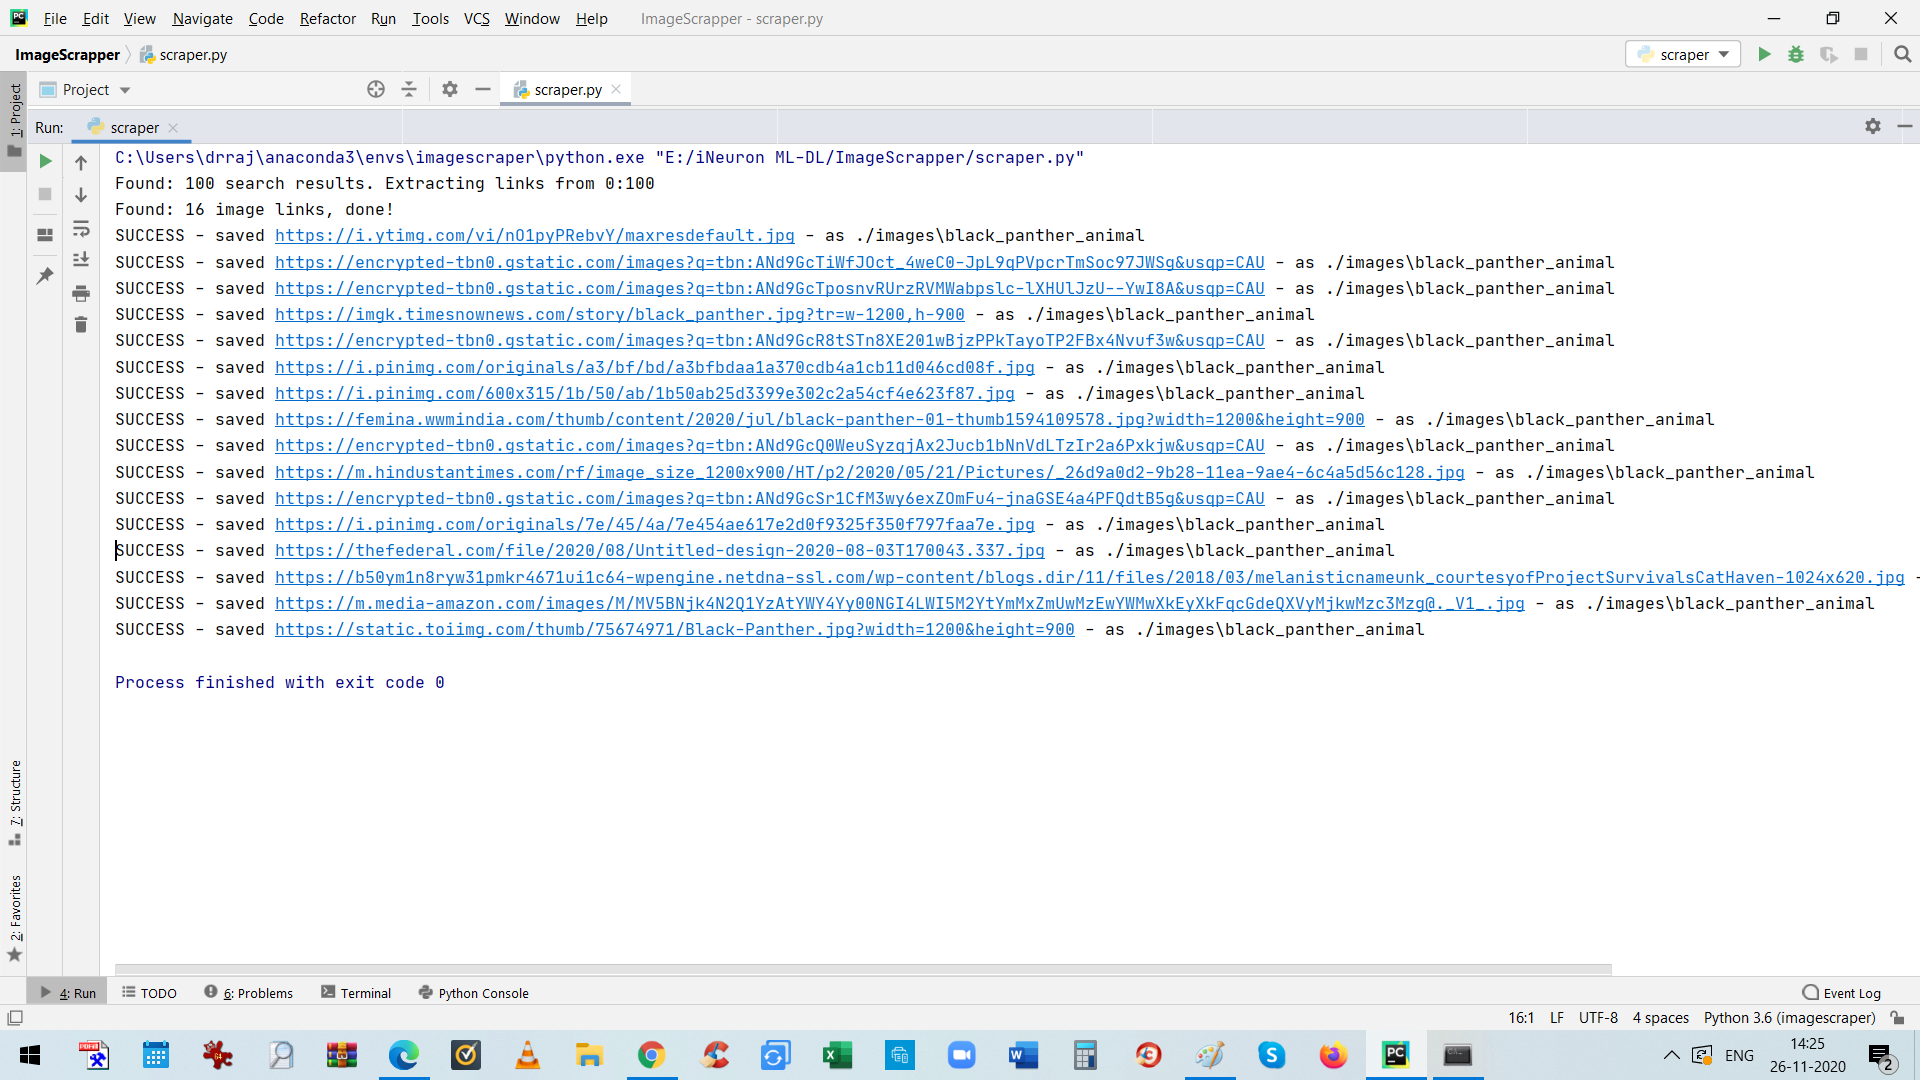 File Edit View Navigate Code Refactor Run Tools VCS Window Help ImageScrapper - scraper.py
ImageScrapper scraper.py
scraper
Project
scraper.py
1: Project
Run: scraper
C:\Users\drraj\anaconda3\envs\imagescraper\python.exe "E:/iNeuron ML-DL/ImageScrapper/scraper.py"
Found: 100 search results. Extracting links from 0:100
Found: 16 image links, done!
SUCCESS - saved https://i.ytimg.com/vi/nO1pyPRebvY/maxresdefault.jpg - as ./images\black_panther_animal
SUCCESS - saved https://encrypted-tbn0.gstatic.com/images?q=tbn:ANd9GcTiWfJOct_4weC0-JpL9qPVpcrTmSoc97JWSg&usqp=CAU - as ./images\black_panther_animal
SUCCESS - saved https://encrypted-tbn0.gstatic.com/images?q=tbn:ANd9GcTposnvRUrzRVMWabpslc-lXHUlJzU--YwI8A&usqp=CAU - as ./images\black_panther_animal
SUCCESS - saved https://imgk.timesnownews.com/story/black_panther.jpg?tr=w-1200,h-900 - as ./images\black_panther_animal
SUCCESS - saved https://encrypted-tbn0.gstatic.com/images?q=tbn:ANd9GcR8tSTn8XE201wBjzPPkTayoTP2FBx4Nvuf3w&usqp=CAU - as ./images\black_panther_animal
SUCCESS - saved https://i.pinimg.com/originals/a3/bf/bd/a3bfbdaa1a370cdb4a1cb11d046cd08f.jpg - as ./images\black_panther_animal
SUCCESS - saved https://i.pinimg.com/600x315/1b/50/ab/1b50ab25d3399e302c2a54cf4e623f87.jpg - as ./images\black_panther_animal
SUCCESS - saved https://femina.wwmindia.com/thumb/content/2020/jul/black-panther-01-thumb1594109578.jpg?width=1200&height=900 - as ./images\black_panther_animal
SUCCESS - saved https://encrypted-tbn0.gstatic.com/images?q=tbn:ANd9GcQ0WeuSyzqjAx2Jucb1bNnVdLTzIr2a6Pxkjw&usqp=CAU - as ./images\black_panther_animal
SUCCESS - saved https://m.hindustantimes.com/rf/image_size_1200x900/HT/p2/2020/05/21/Pictures/_26d9a0d2-9b28-11ea-9ae4-6c4a5d56c128.jpg - as ./images\black_panther_animal
SUCCESS - saved https://encrypted-tbn0.gstatic.com/images?q=tbn:ANd9GcSr1CfM3wy6exZOmFu4-jnaGSE4a4PFQdtB5g&usqp=CAU - as ./images\black_panther_animal
SUCCESS - saved https://i.pinimg.com/originals/7e/45/4a/7e454ae617e2d0f9325f350f797faa7e.jpg - as ./images\black_panther_animal
SUCCESS - saved https://thefederal.com/file/2020/08/Untitled-design-2020-08-03T170043.337.jpg - as ./images\black_panther_animal
SUCCESS - saved https://b50ym1n8ryw31pmkr4671ui1c64-wpengine.netdna-ssl.com/wp-content/blogs.dir/11/files/2018/03/melanisticnameunk_courtesyofProjectSurvivalsCatHaven-1024x620.jpg -
SUCCESS - saved https://m.media-amazon.com/images/M/MV5BNjk4N2Q1YzAtYWY4Yy00NGI4LWI5M2YtYmMxZmUwMzEwYWMwXkEyXkFqcGdeQXVyMjkwMzc3Mzg@._V1_.jpg - as ./images\black_panther_animal
SUCCESS - saved https://static.toiimg.com/thumb/75674971/Black-Panther.jpg?width=1200&height=900 - as ./images\black_panther_animal
Process finished with exit code 0
7: Structure
2: Favorites
4: Run TODO 6: Problems Terminal Python Console Event Log
16:1 LF UTF-8 4 spaces Python 3.6 (imagescraper)
ENG
14:25
26-11-2020
2